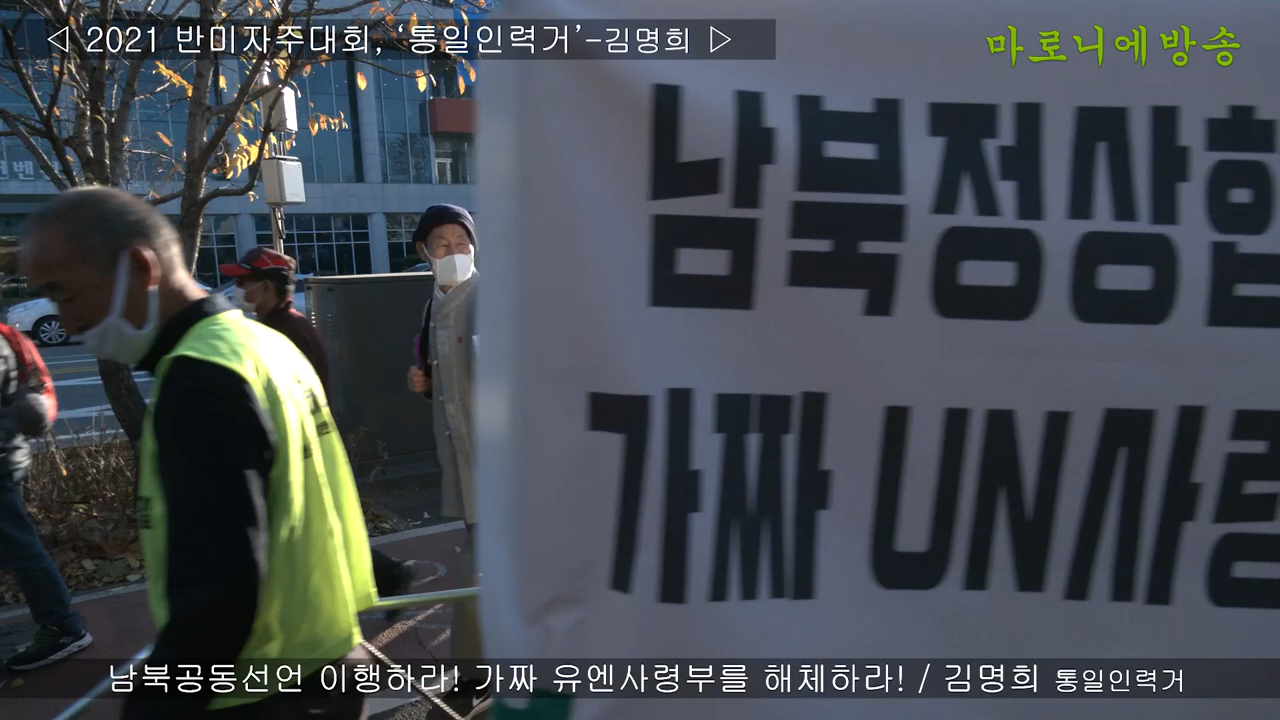 ◁ 2021 반미자주대회, ‘통일인력거’-김명희 ▷
마로니에방송
남북정상합
가짜 UN사령
남북공동선언 이행하라! 가짜 유엔사령부를 해체하라! / 김명희 통일인력거